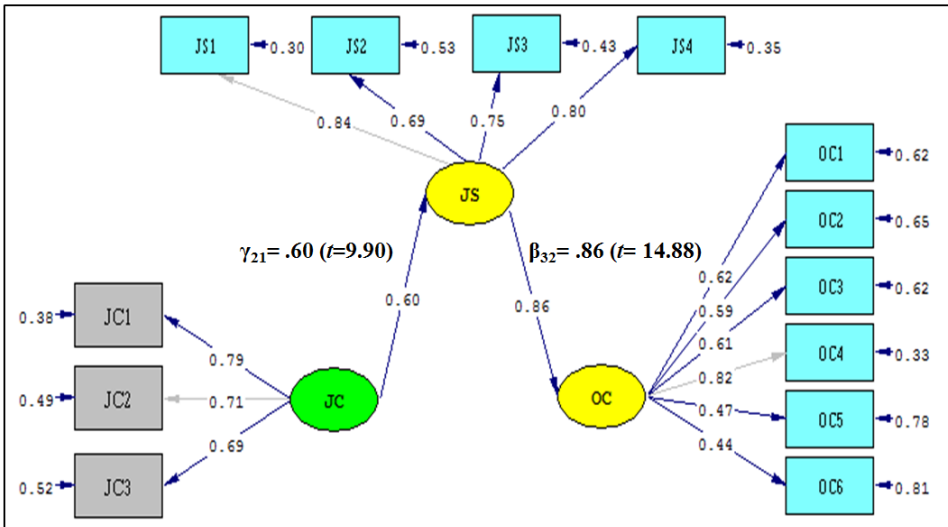 JS1 0.30 JS2 0.53 JS3 0.43 JS4 0.35
0.84 0.69 0.75 0.80
OC1 0.62
JS
OC2 0.65
γ21= .60 (t=9.90) β32= .86 (t= 14.88)
0.62
OC3 0.62
0.60 0.86 0.59
0.38 JC1
0.61
OC4 0.33
0.79
0.82
0.49 JC2 0.71 JC OC
0.47 OC5 0.78
0.69 0.44
0.52 JC3 OC6 0.81